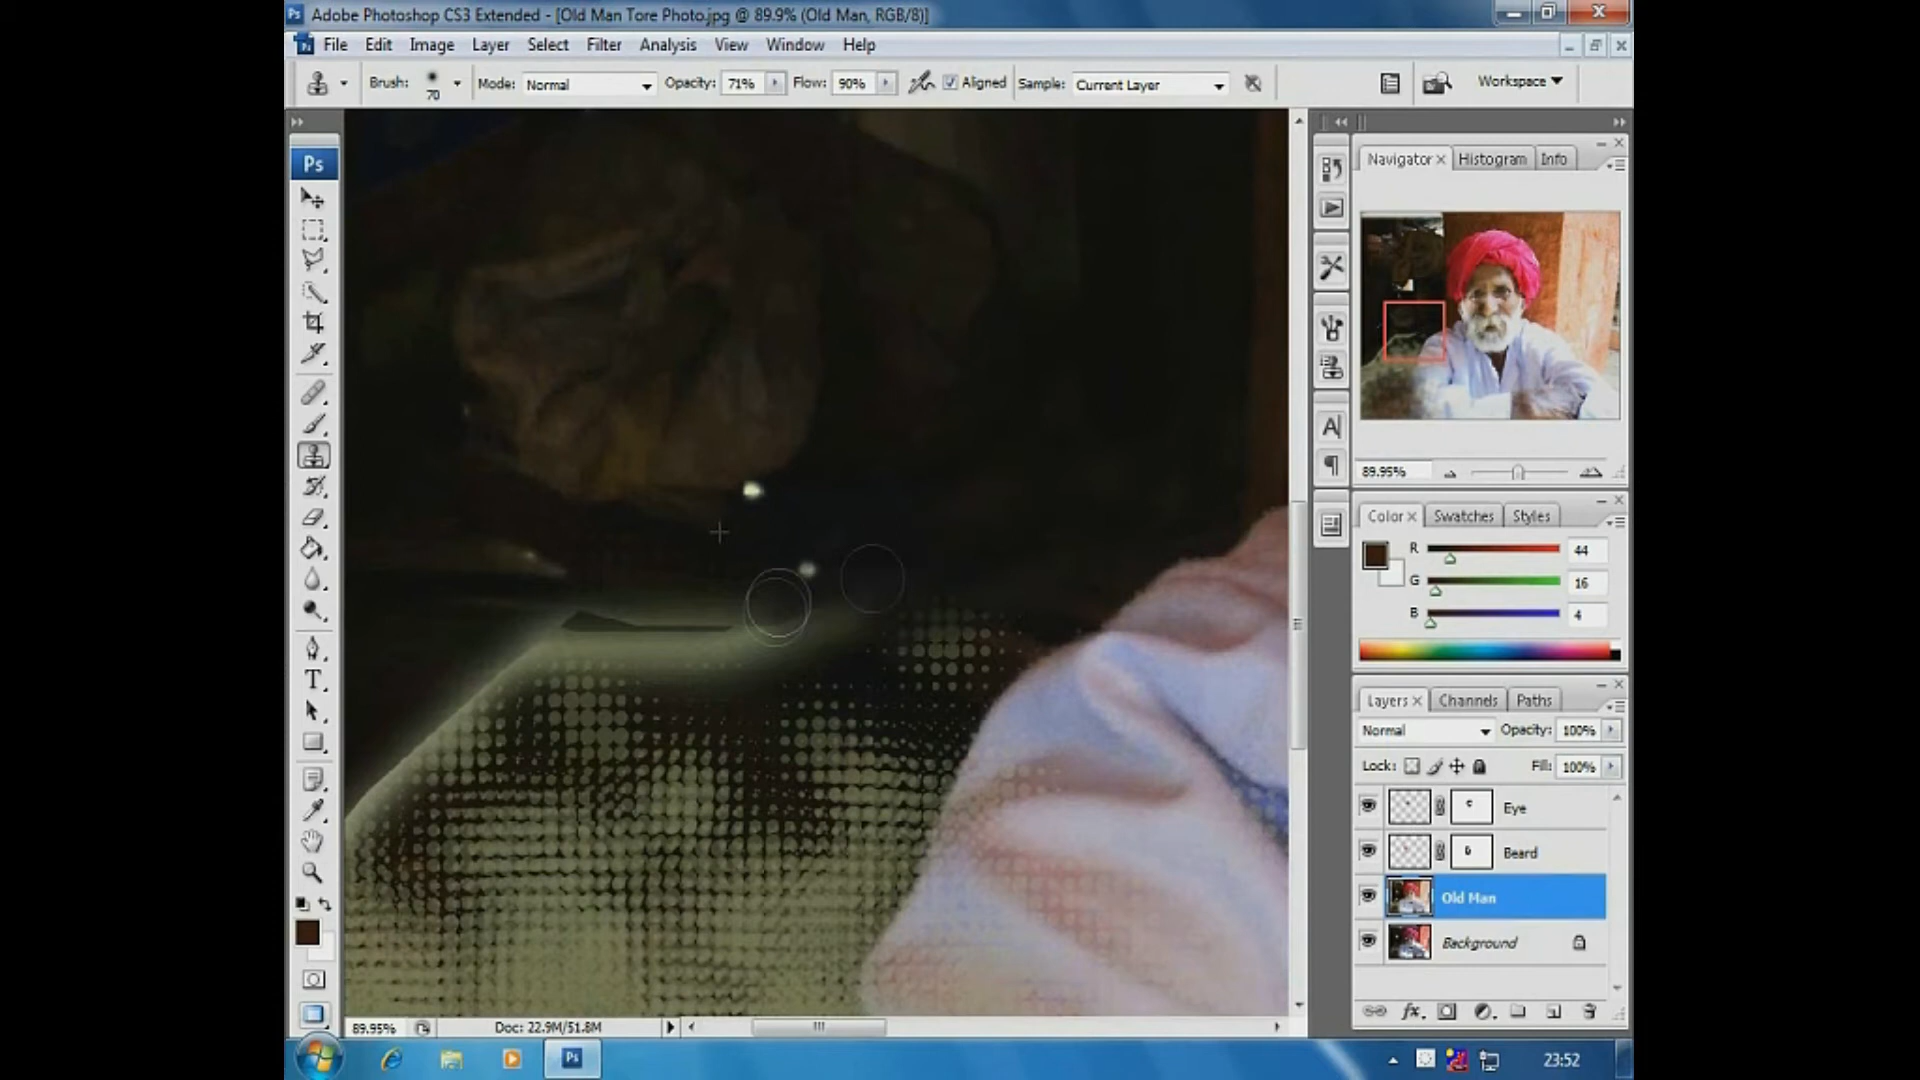 Ps Adobe Photoshop CS3 Extended - [Old Man Tore Photo.jpg @ 89.9% (Old Man, RGB/8)]
File Edit Image Layer Select Filter Analysis View Window Help
Brush: 70 Mode: Normal Opacity: 71% Flow: 90% Aligned Sample: Current Layer Workspace
Ps
Navigator Histogram Info
89.95%
Color Swatches Styles
R 44
G 16
B 4
Layers Channels Paths
Normal Opacity: 100%
Lock: Fill: 100%
Eye
Beard
Old Man
Background
89.95% Doc: 22.9M/51.8M
Ps 23:52